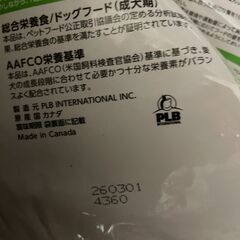 総合栄養食/ドッグフード(成犬期)
本品は、ペットフード公正取引協議会の定める分析試験
果、総合栄養食の基準を満たすことが証明されています。
AAFCO栄養基準
本品は、AAFCO(米国飼料検査官協会)基準に基づき、愛
犬の成長段階に合わせて必要かつ十分な栄養素がバラン
スよく配合されています。
製造元 PLB INTERNATIONAL INC.
原産国 カナダ
賞味期限 袋裏面に記載
Made in Canada
PLB
INTERNATIONAL
260301
4360